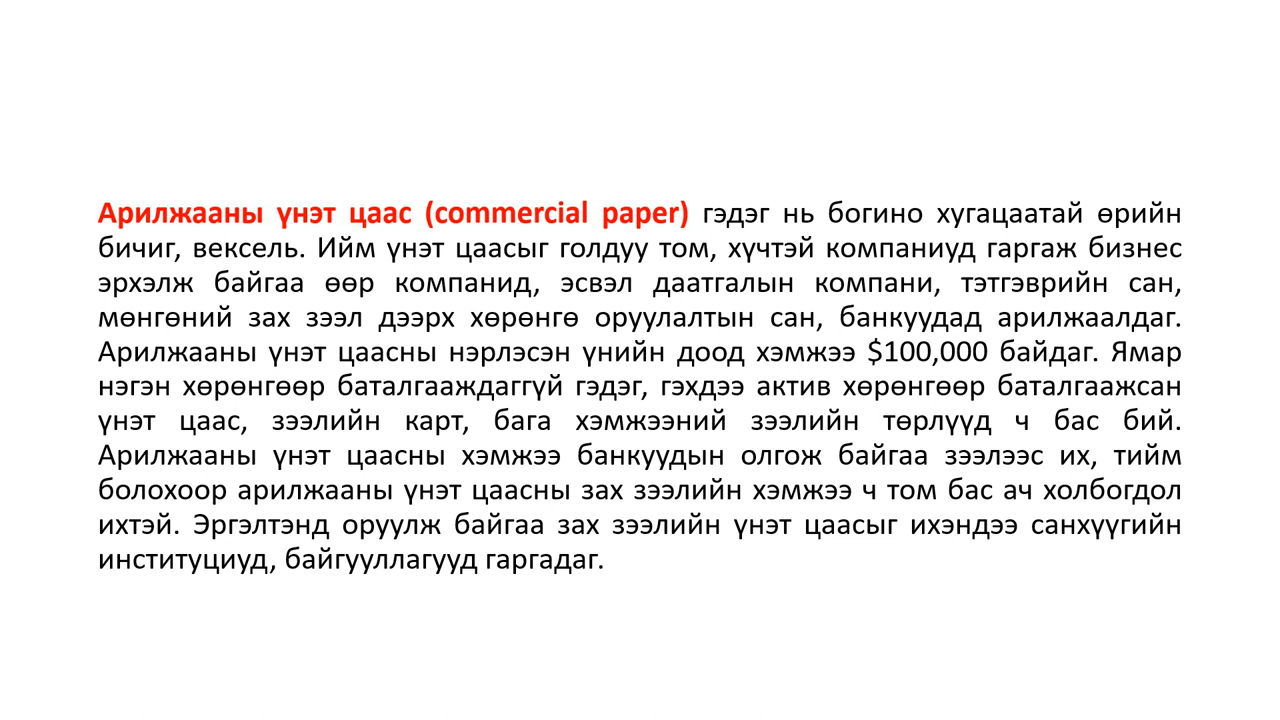 Арилжааны үнэт цаас (commercial paper) гэдэг нь богино хугацаатай өрийн
бичиг, вексель. Ийм үнэт цаасыг голдуу том, хүчтэй компаниуд гаргаж бизнес
эрхэлж байгаа өөр компанид, эсвэл даатгалын компани, тэтгэврийн сан,
мөнгөний зах зээл дээрх хөрөнгө оруулалтын сан, банкуудад арилжаалдаг.
Арилжааны үнэт цаасны нэрлэсэн үнийн доод хэмжээ $100,000 байдаг. Ямар
нэгэн хөрөнгөөр баталгааждаггүй гэдэг, гэхдээ актив хөрөнгөөр баталгаажсан
үнэт цаас, зээлийн карт, бага хэмжээний зээлийн төрлүүд ч бас бий.
Арилжааны үнэт цаасны хэмжээ банкуудын олгож байгаа зээлээс их, тийм
болохоор арилжааны үнэт цаасны зах зээлийн хэмжээ ч том бас ач холбогдол
ихтэй. Эргэлтэнд оруулж байгаа зах зээлийн үнэт цаасыг ихэндээ санхүүгийн
институциуд, байгууллагууд гаргадаг.